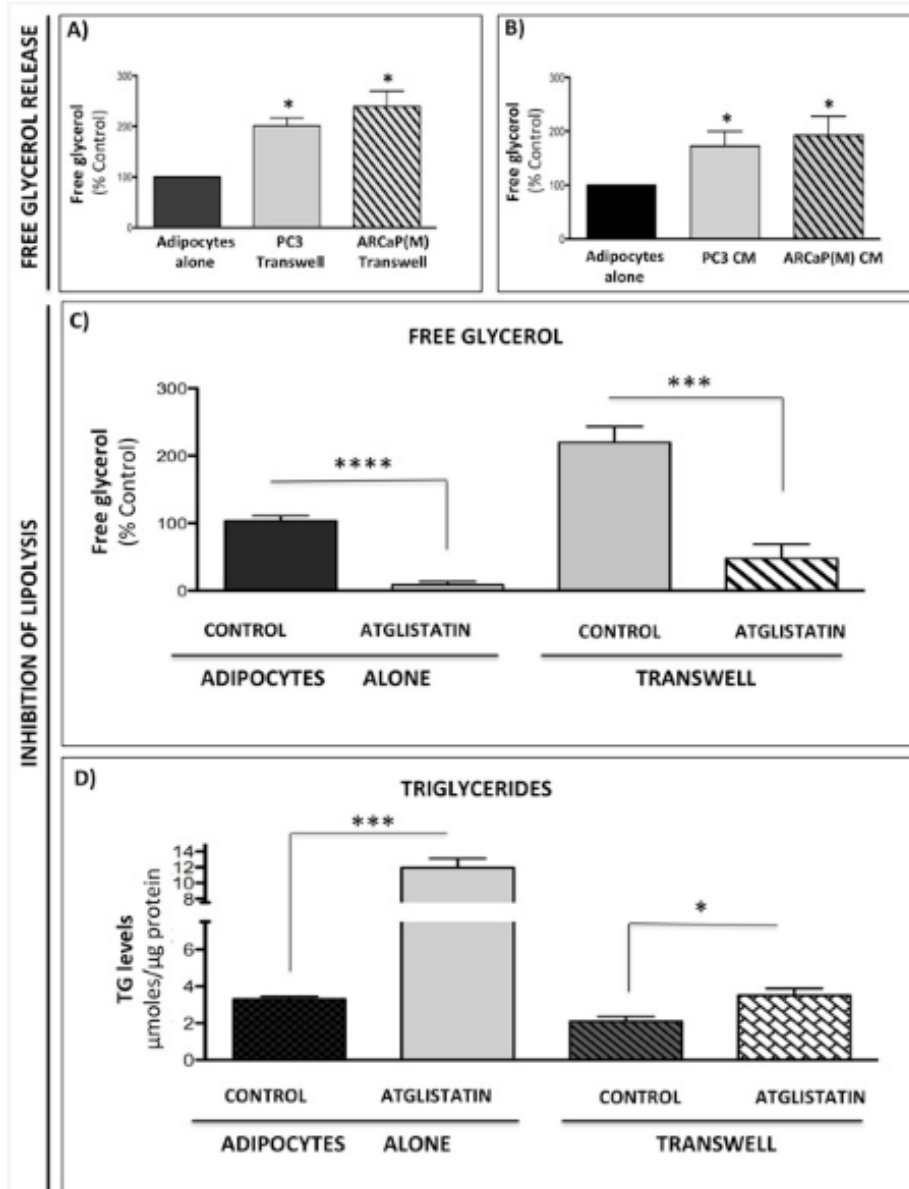 FREE GLYCEROL RELEASE
A)
Free glycerol
(% Control)
300
200
100
0
*
*
Adipocytes
alone
PC3
Transwell
ARCaP(M)
Transwell
B)
Free glycerol
(% Control)
300
200
100
0
*
*
Adipocytes
alone
PC3 CM
ARCaP(M) CM
INHIBITION OF LIPOLYSIS
C)
FREE GLYCEROL
Free glycerol
(% Control)
300
200
100
0
****
***
CONTROL
ATGLISTATIN
CONTROL
ATGLISTATIN
ADIPOCYTES ALONE
TRANSWELL
D)
TRIGLYCERIDES
TG levels
µmoles/µg protein
14
12
10
8
6
4
2
0
***
*
CONTROL
ATGLISTATIN
CONTROL
ATGLISTATIN
ADIPOCYTES ALONE
TRANSWELL